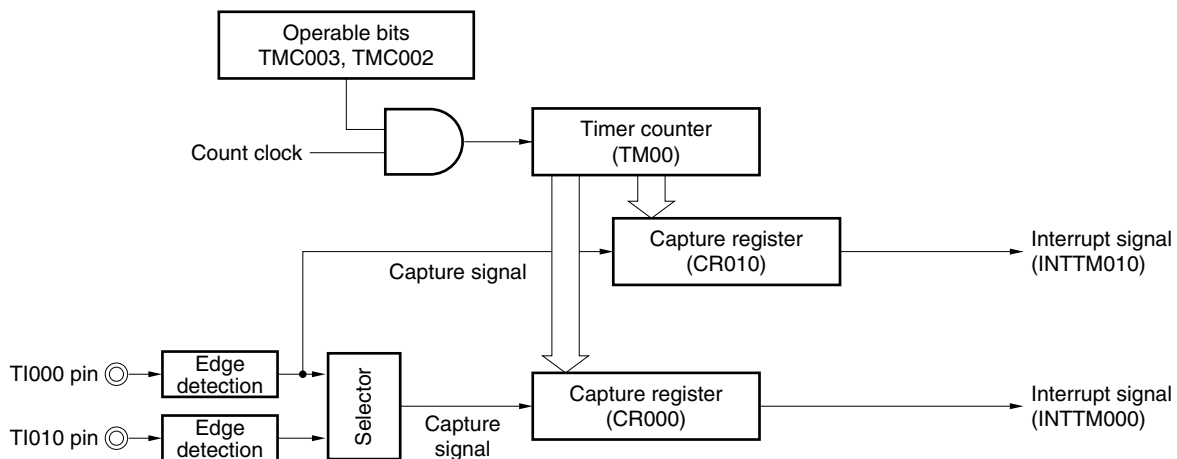 Operable bits
TMC003, TMC002
Count clock
Timer counter
(TM00)
Capture register
(CR010)
Interrupt signal
(INTTM010)
Capture signal
TI000 pin
Edge
detection
Selector
Capture register
(CR000)
Interrupt signal
(INTTM000)
TI010 pin
Edge
detection
Capture
signal